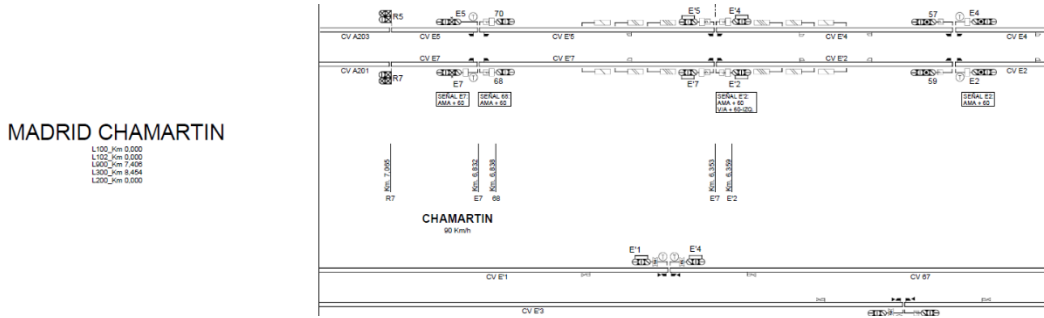 R5
E5
70
E'5
E'4
57
E4
CV A203
CV E5
CV E'5
CV E'4
CV E4
CV E7
CV E'7
CV E'2
CV E2
CV A201
R7
E7
68
E'7
E'2
59
E2
SEÑAL E7:
AMA + 60
SEÑAL 68:
AMA + 60
SEÑAL E'2:
AMA + 60
VIA + 60-IZQ.
SEÑAL E2:
AMA + 60
MADRID CHAMARTIN
L100_Km 0,000
L102_Km 0,000
L900_Km 7,406
L300_Km 8,454
L200_Km 0,000
Km. 7,065
Km. 6,832
Km. 6,838
Km. 6,353
Km. 6,359
R7
E7
68
E'7
E'2
CHAMARTIN
90 Km/h
E'1
E'4
T
T
CV E'1
CV 67
CV E'3